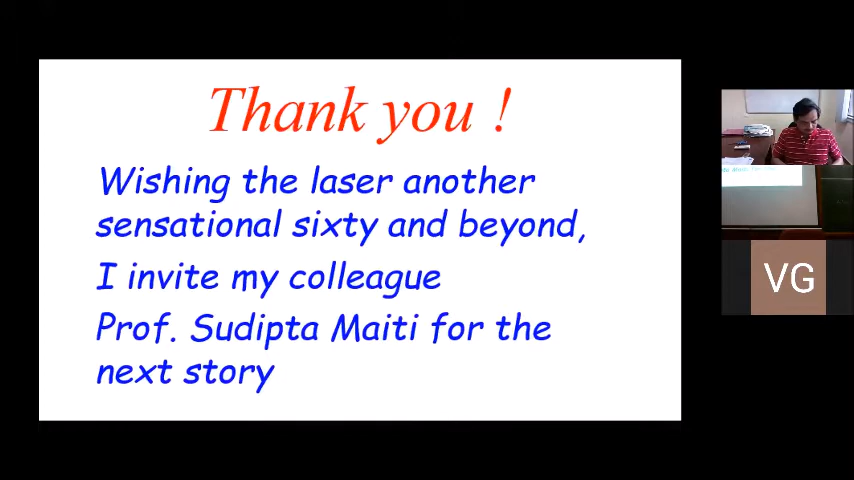 Thank you !
Wishing the laser another
sensational sixty and beyond,
I invite my colleague
Prof. Sudipta Maiti for the
next story
VG